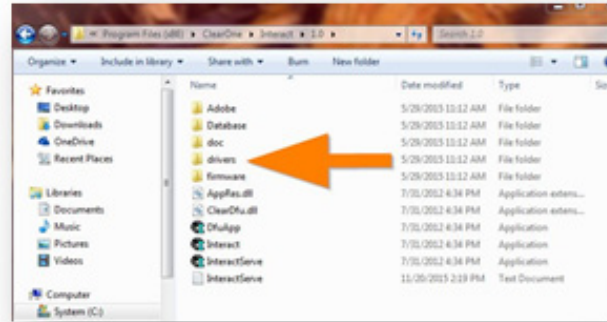 « Program Files (x86) ▸ ClearOne ▸ Interact ▸ 1.0 ▸
Search 1.0
Organize Include in library Share with Burn New folder
Favorites
Desktop
Downloads
OneDrive
Recent Places
Libraries
Documents
Music
Pictures
Videos
Computer
System (C:)
Name Date modified Type
Adobe 5/29/2015 11:12 AM File folder
Database 5/29/2015 11:12 AM File folder
doc 5/29/2015 11:12 AM File folder
drivers 5/29/2015 11:12 AM File folder
firmware 5/29/2015 11:12 AM File folder
AppRes.dll 7/31/2012 4:34 PM Application extens...
ClearDfu.dll 7/31/2012 4:34 PM Application extens...
DfuApp 7/31/2012 4:34 PM Application
Interact 7/31/2012 4:34 PM Application
InteractServe 7/31/2012 4:34 PM Application
InteractServe 11/20/2015 2:19 PM Text Document